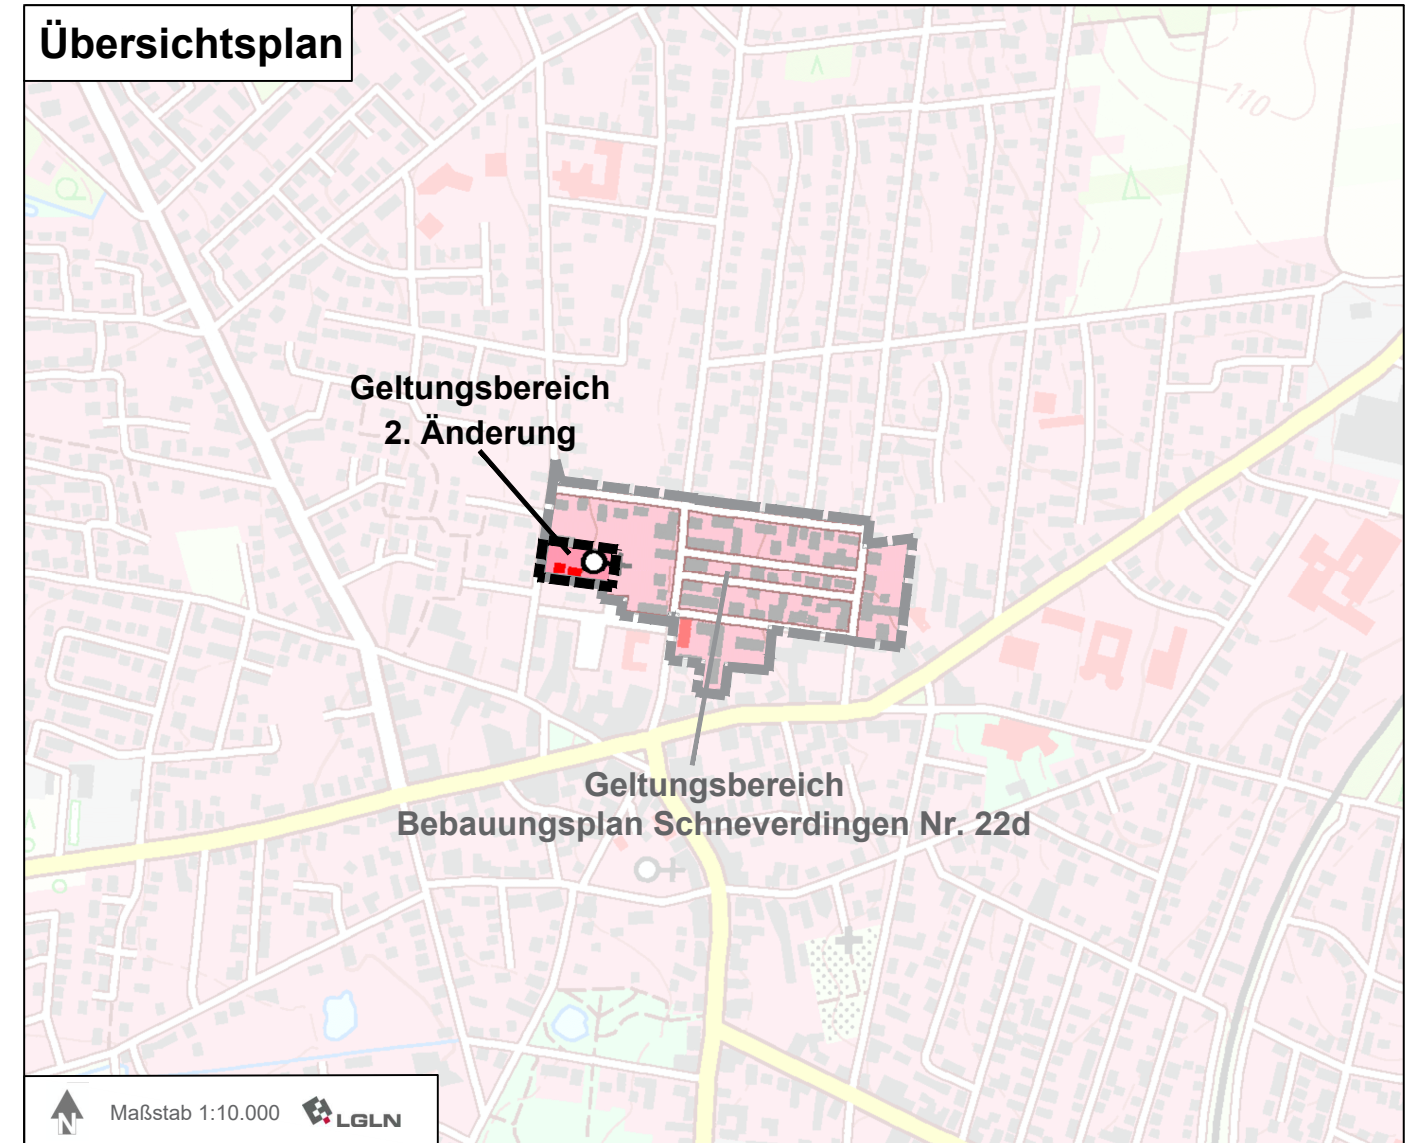 Übersichtsplan
110
Geltungsbereich
2. Änderung
Geltungsbereich
Bebauungsplan Schneverdingen Nr. 22d
N
Maßstab 1:10.000
LGLN